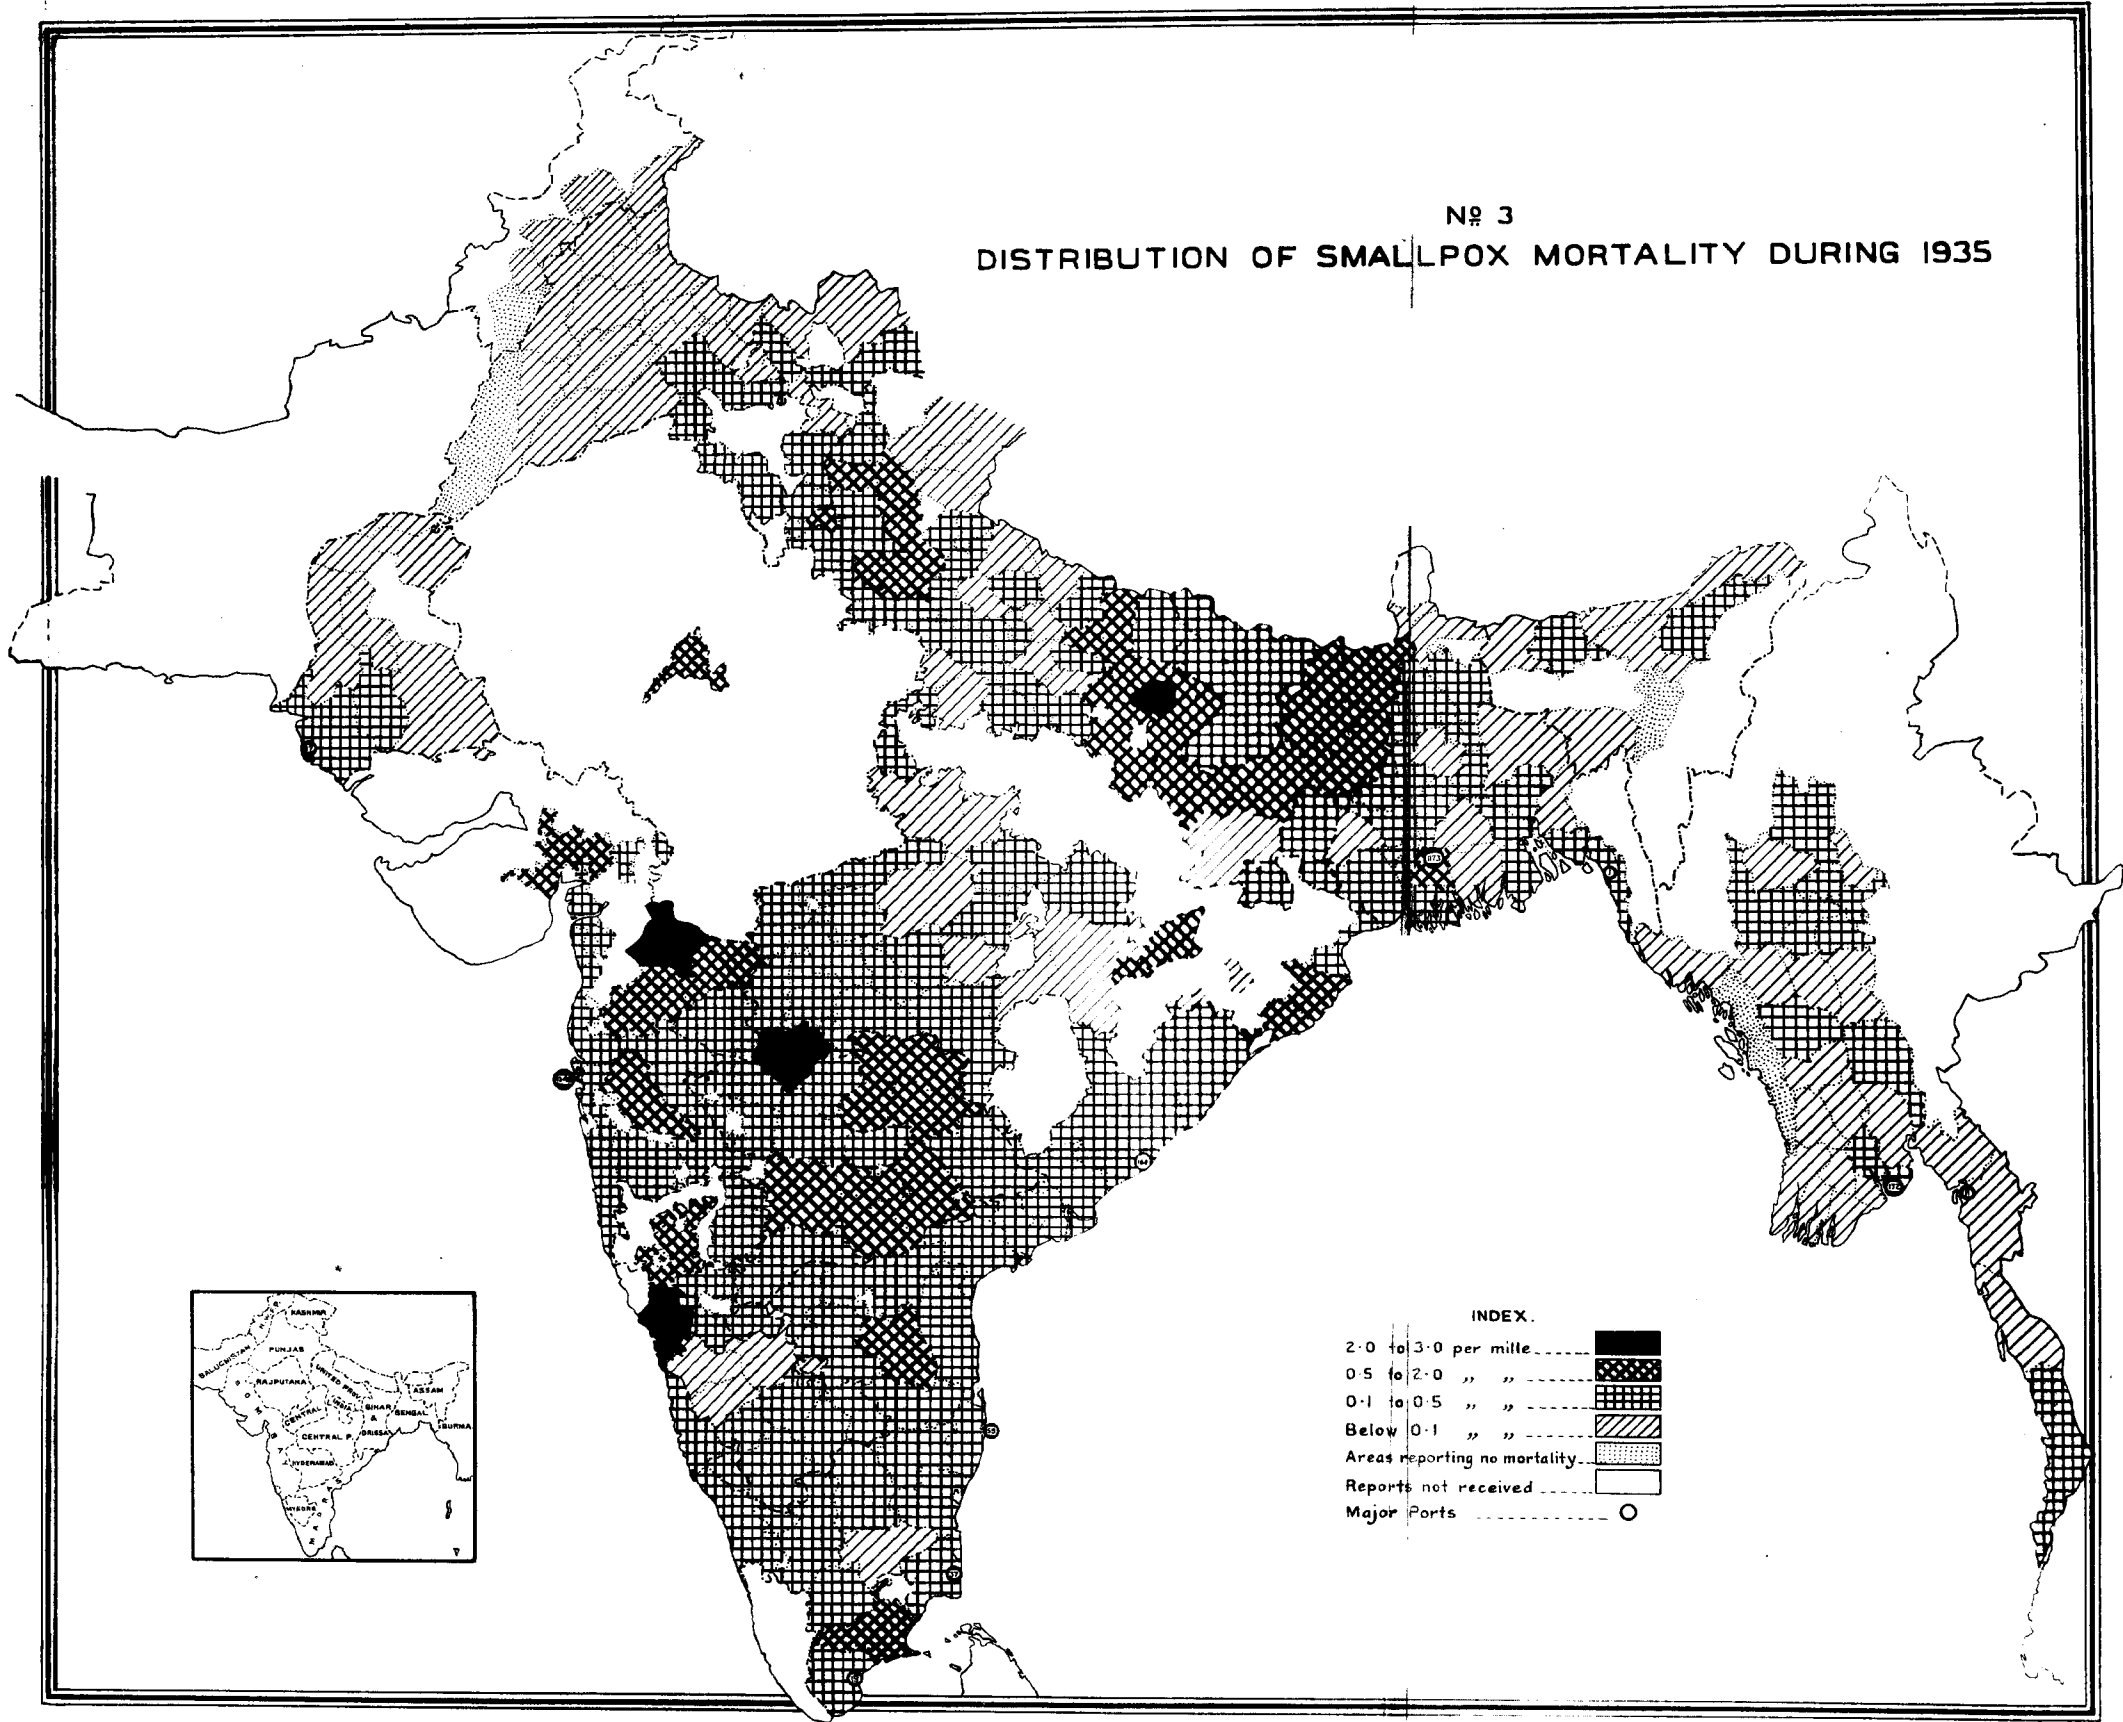 Nº 3
DISTRIBUTION OF SMALLPOX MORTALITY DURING 1935
1173
INDEX.
2·0 to 3·0 per mille
0·5 to 2·0 „ „
0·1 to 0·5 „ „
Below 0·1 „ „
Areas reporting no mortality
Reports not received
Major Ports
KASHMIR
PUNJAB
BALUCHISTAN
RAJPUTANA
UNITED PROV.
CENTRAL INDIA
BIHAR & ORISSA
BENGAL
ASSAM
BURMA
CENTRAL P.
HYDERABAD
MYSORE